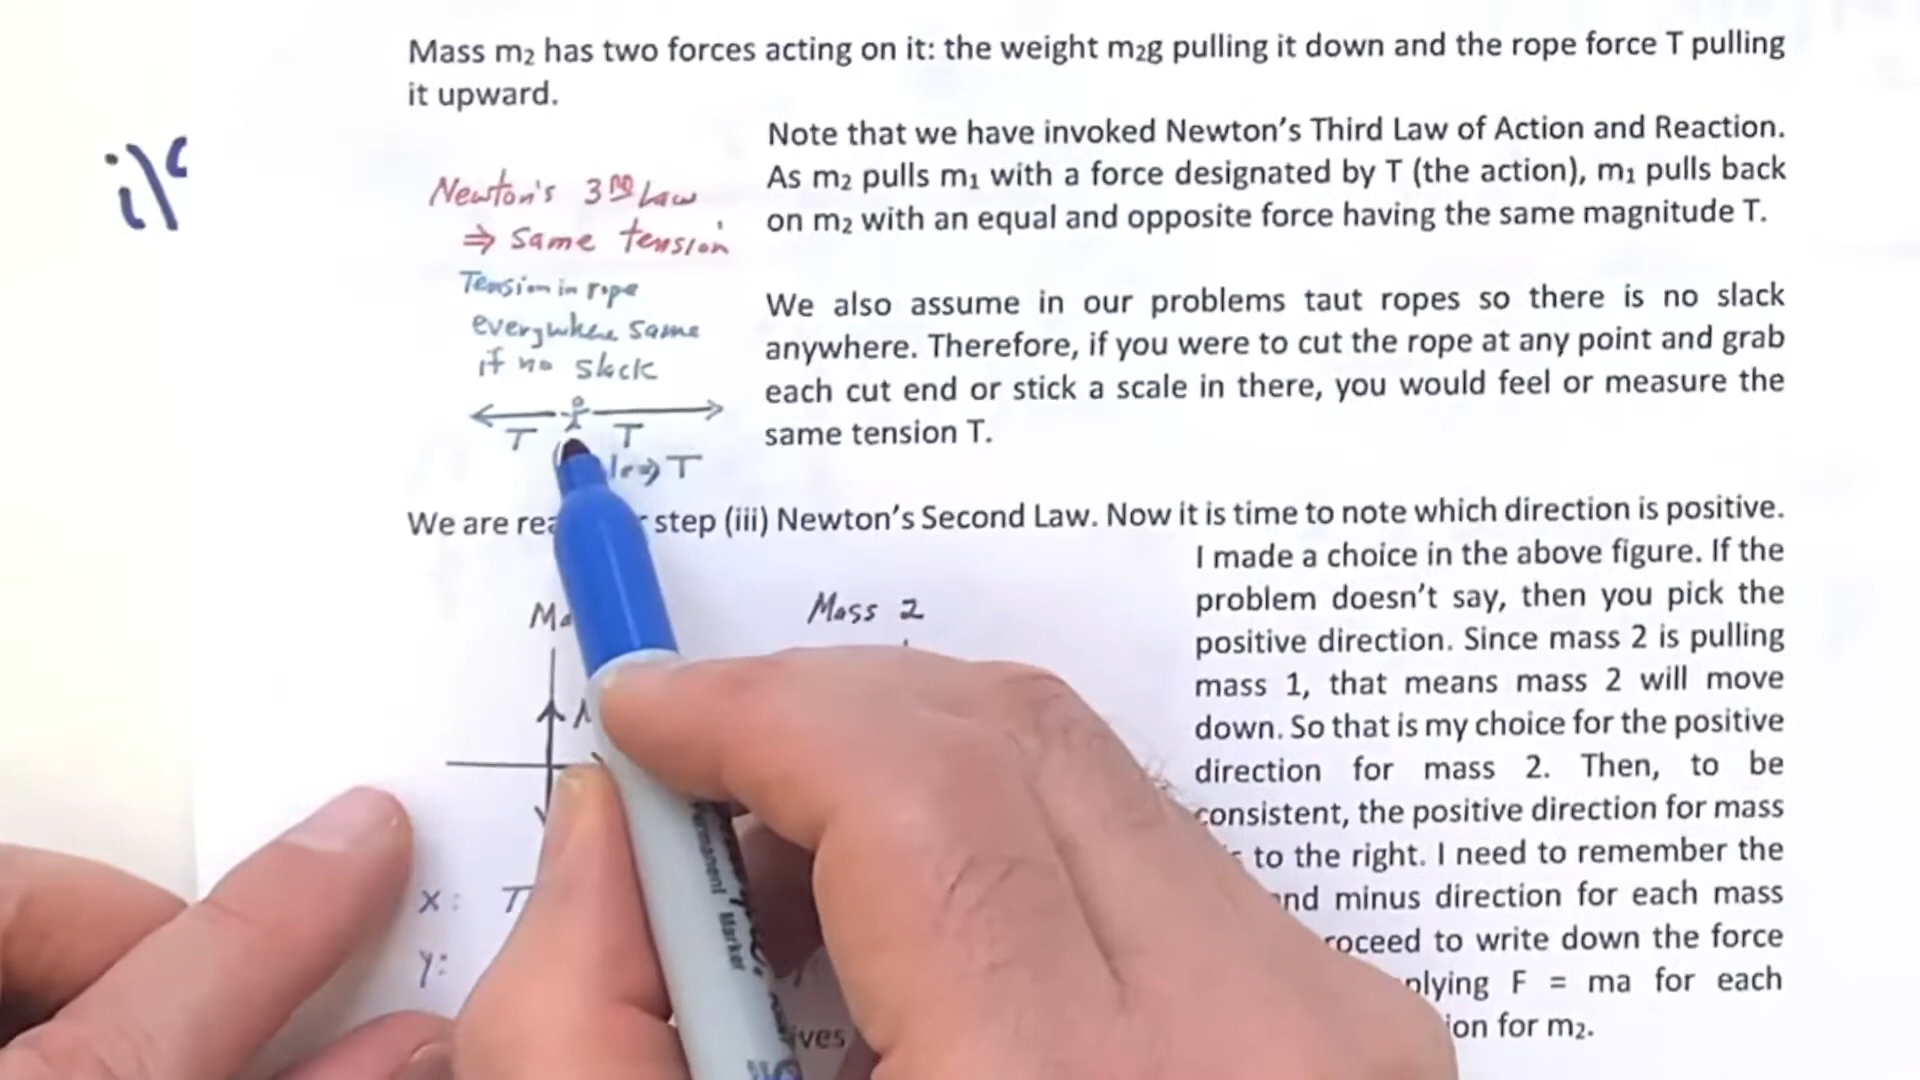 Mass m₂ has two forces acting on it: the weight m₂g pulling it down and the rope force T pulling
it upward.
Note that we have invoked Newton's Third Law of Action and Reaction.
As m₂ pulls m₁ with a force designated by T (the action), m₁ pulls back
on m₂ with an equal and opposite force having the same magnitude T.
Newton's 3RD Law
⇒ same tension
Tension in rope
everywhere same
if no slack
T T
T
We also assume in our problems taut ropes so there is no slack
anywhere. Therefore, if you were to cut the rope at any point and grab
each cut end or stick a scale in there, you would feel or measure the
same tension T.
We are step (iii) Newton's Second Law. Now it is time to note which direction is positive.
I made a choice in the above figure. If the
problem doesn't say, then you pick the
positive direction. Since mass 2 is pulling
mass 1, that means mass 2 will move
down. So that is my choice for the positive
direction for mass 2. Then, to be
consistent, the positive direction for mass
to the right. I need to remember the
minus direction for each mass
to write down the force
F = ma for each
for m₂.
Mass 2
x: T
y:
Marker